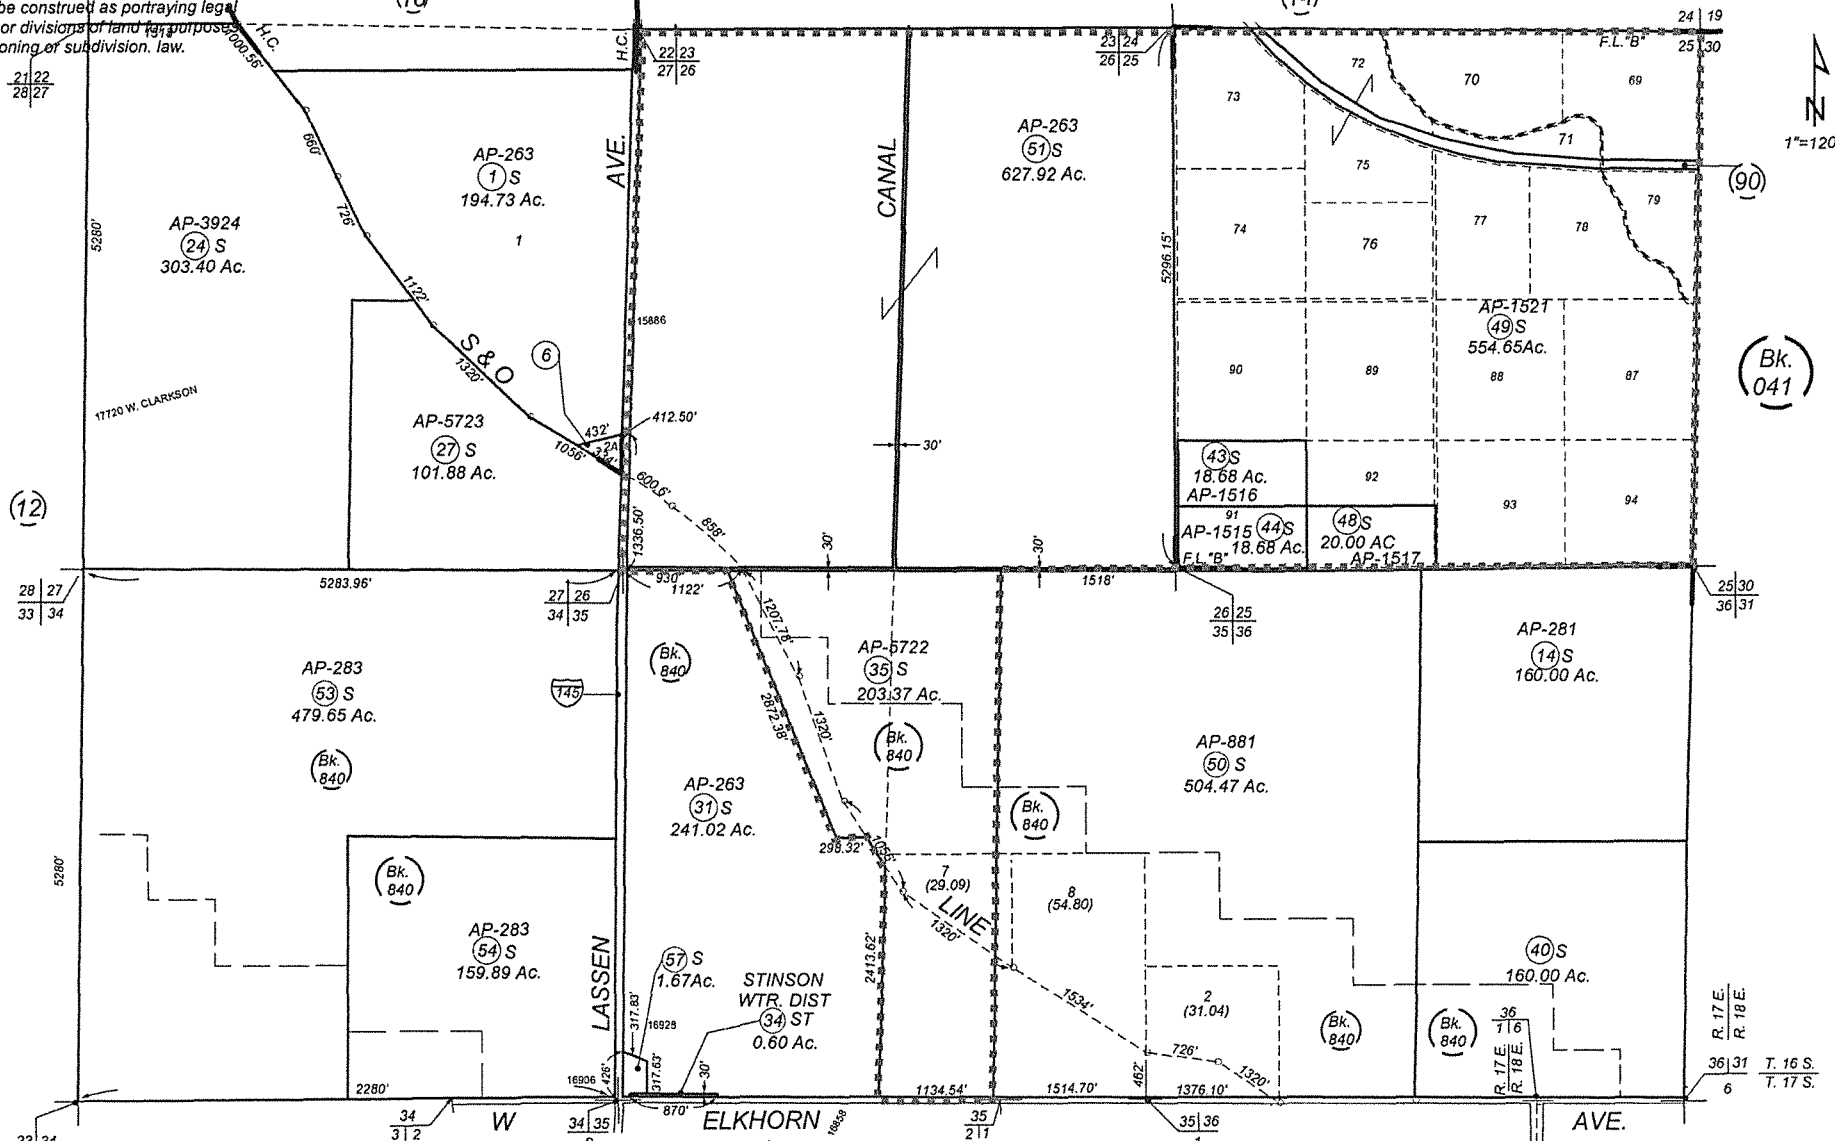 be construed as portraying legal
or divisions of land for purpose
oning or subdivision. law.
24 19
25 30
F.L."B"
2000.56'
H.C.
H.C.
21 22
28 27
22 23
27 26
23 24
26 25
N
1"=120
72
70
69
73
71
75
79
(90)
660'
AP-263
1 S
194.73 Ac.
1
AVE.
CANAL
AP-263
51 S
627.92 Ac.
726'
5280'
AP-3924
24 S
303.40 Ac.
74
76
77
78
5296.15'
1122'
15886
S & O
1320'
6
AP-1521
49 S
554.65Ac.
90
89
88
87
Bk.
041
17720 W. CLARKSON
412.50'
432'
2A
334'
1056'
AP-5723
27 S
101.88 Ac.
30'
43 S
18.68 Ac.
AP-1516
92
93
94
600.6'
858'
(12)
1336.50'
30'
30'
91
AP-1515 44 S
18.68 Ac.
48 S
20.00 AC
AP-1517
F.L."B"
5283.96'
930'
1122'
1518'
28 27
33 34
27 26
34 35
26 25
35 36
25 30
36 31
1207.78'
AP-283
53 S
479.65 Ac.
145
Bk.
840
AP-5722
35 S
203.37 Ac.
AP-281
14 S
160.00 Ac.
2872.38'
1320'
Bk.
840
Bk.
840
AP-881
50 S
504.47 Ac.
AP-263
31 S
241.02 Ac.
Bk.
840
298.32'
1056'
5280'
Bk.
840
7
(29.09)
8
(54.80)
LINE
1320'
AP-283
54 S
159.89 Ac.
LASSEN
57 S
1.67Ac.
STINSON
WTR. DIST
34 ST
0.60 Ac.
2413.62'
40 S
160.00 Ac.
1534'
2
(31.04)
317.83'
16928
317.63'
30'
Bk.
840
Bk.
840
36
1 6
R. 17 E.
R. 18 E.
R. 17 E.
R. 18 E.
726'
1320'
462'
36 31
6
T. 16 S.
T. 17 S.
2280'
16906
426'
870'
1134.54'
1514.70'
1376.10'
34
3 2
W
34 35
ELKHORN
16858
35
2 1
35 36
AVE.